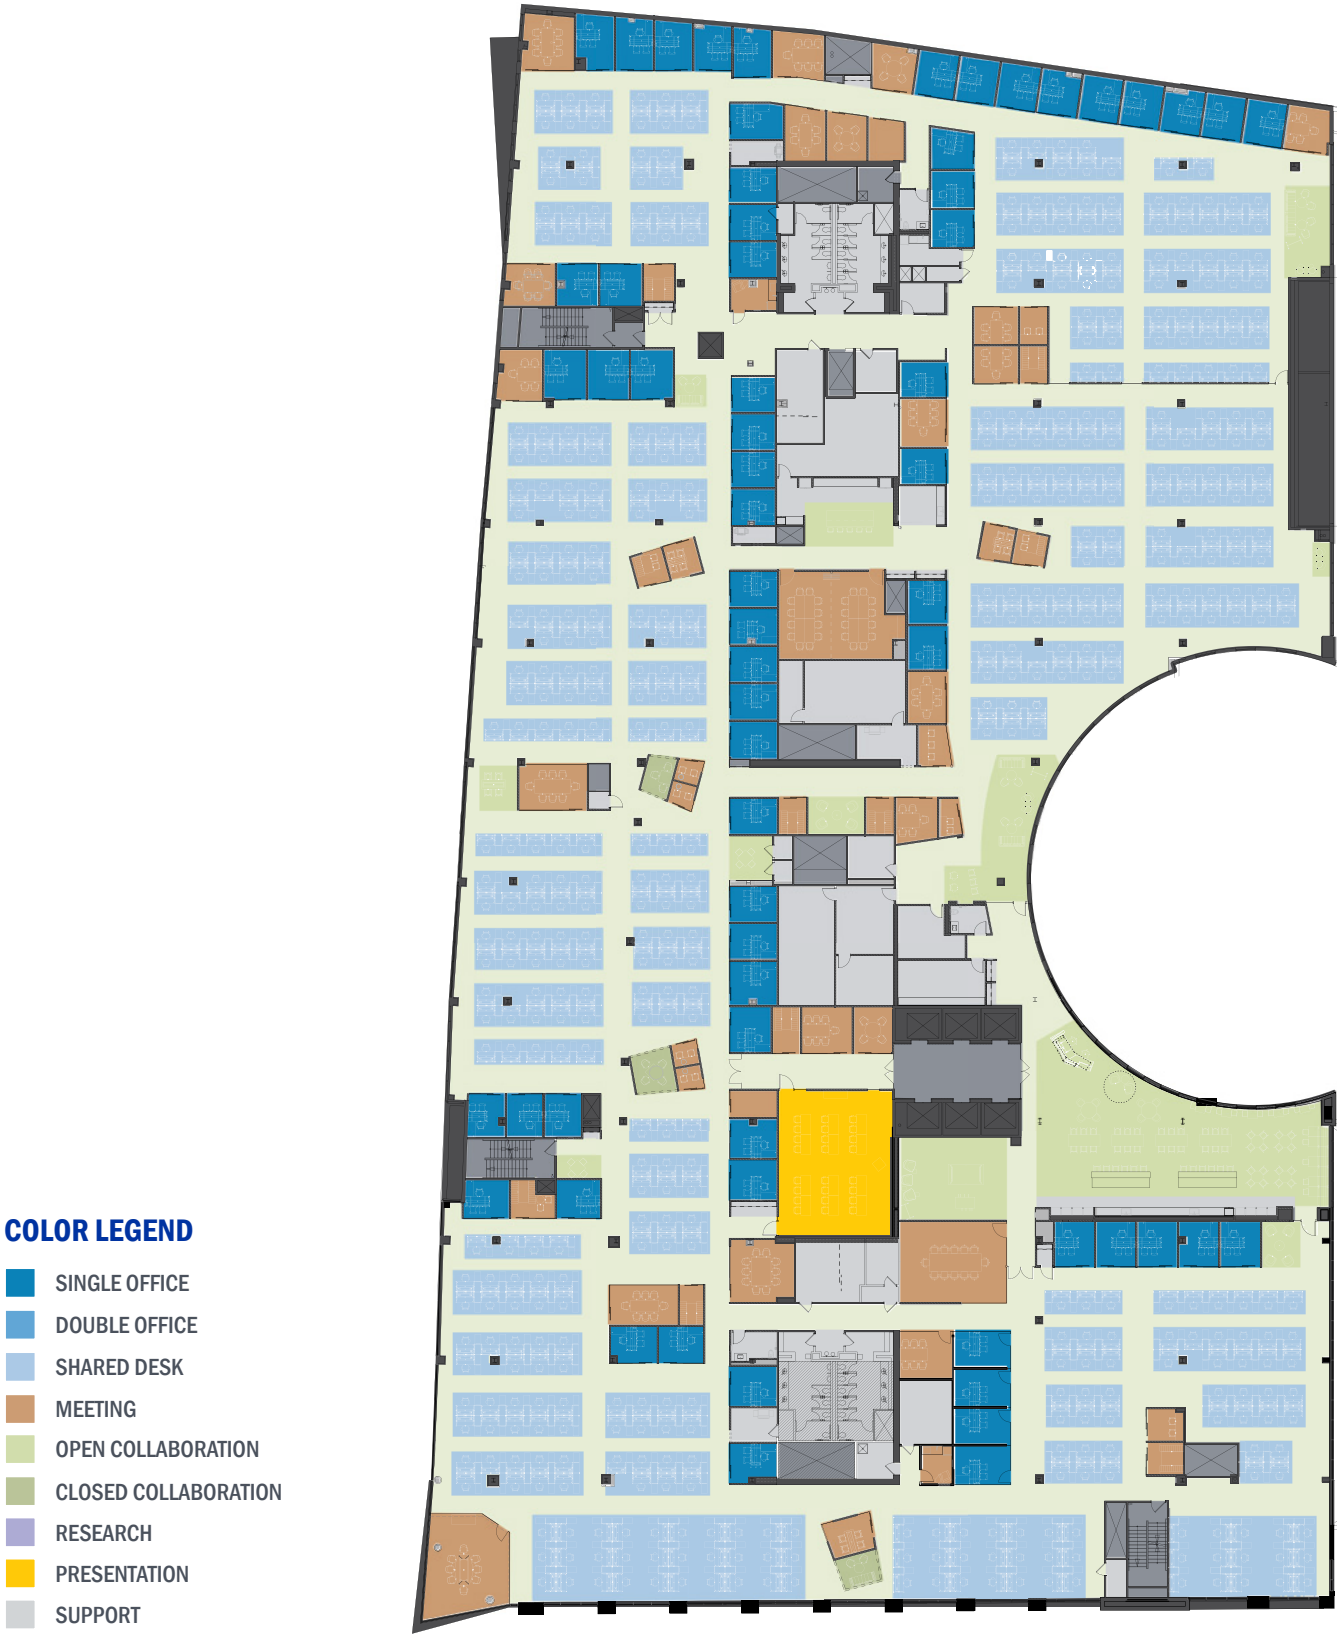 COLOR LEGEND
SINGLE OFFICE
DOUBLE OFFICE
SHARED DESK
MEETING
OPEN COLLABORATION
CLOSED COLLABORATION
RESEARCH
PRESENTATION
SUPPORT